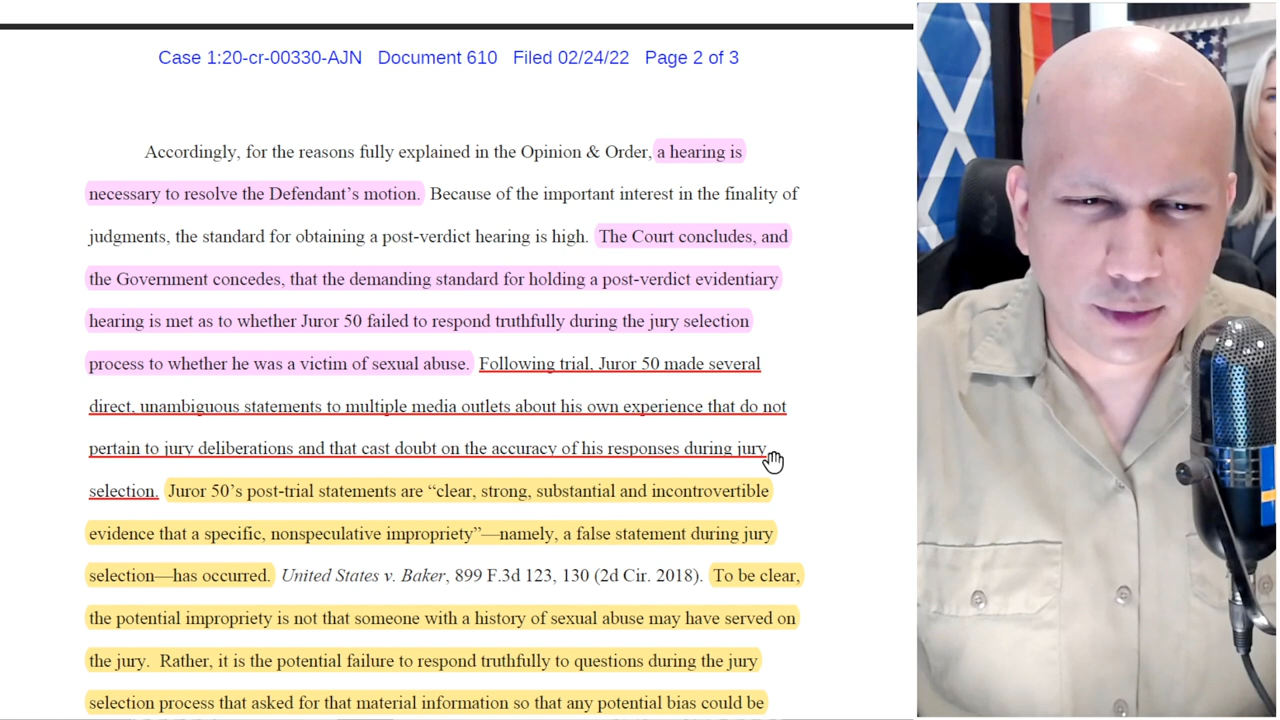 Case 1:20-cr-00330-AJN Document 610 Filed 02/24/22 Page 2 of 3
Accordingly, for the reasons fully explained in the Opinion & Order, a hearing is
necessary to resolve the Defendant's motion. Because of the important interest in the finality of
judgments, the standard for obtaining a post-verdict hearing is high. The Court concludes, and
the Government concedes, that the demanding standard for holding a post-verdict evidentiary
hearing is met as to whether Juror 50 failed to respond truthfully during the jury selection
process to whether he was a victim of sexual abuse. Following trial, Juror 50 made several
direct, unambiguous statements to multiple media outlets about his own experience that do not
pertain to jury deliberations and that cast doubt on the accuracy of his responses during jury
selection. Juror 50's post-trial statements are “clear, strong, substantial and incontrovertible
evidence that a specific, nonspeculative impropriety”—namely, a false statement during jury
selection—has occurred. United States v. Baker, 899 F.3d 123, 130 (2d Cir. 2018). To be clear,
the potential impropriety is not that someone with a history of sexual abuse may have served on
the jury. Rather, it is the potential failure to respond truthfully to questions during the jury
selection process that asked for that material information so that any potential bias could be